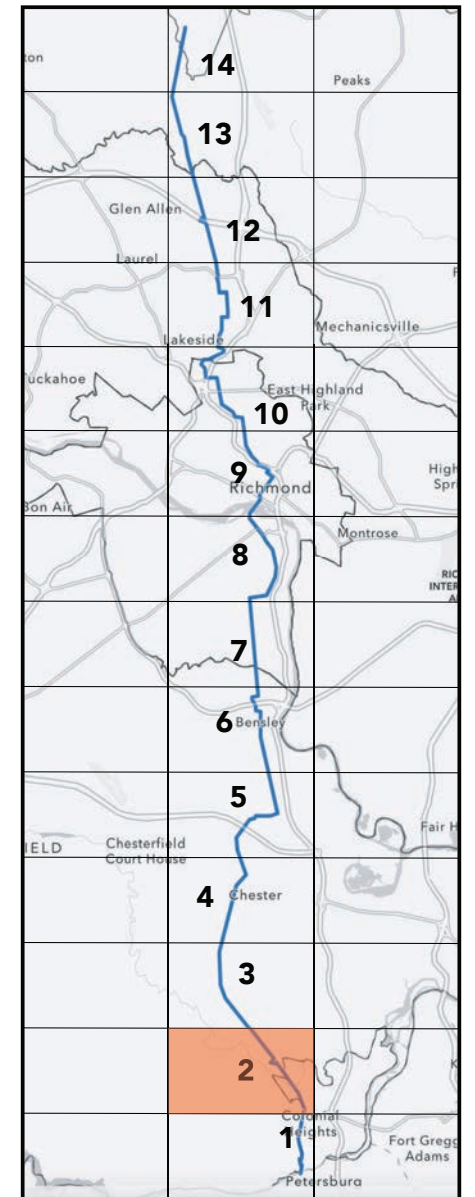 14
ton
Peaks
13
Glen Allen
12
Laurel
11
Mechanicsville
Lakeside
uckahoe
East Highland
Park
10
9
High
Spri
Richmond
Bon Air
Montrose
8
RIC
INTER
A
7
6
Bensley
5
Fair H
IELD
Chesterfield
Court House
4
Chester
3
2
K
Colonial
Heights
1
Fort Gregg
Adams
Petersburg